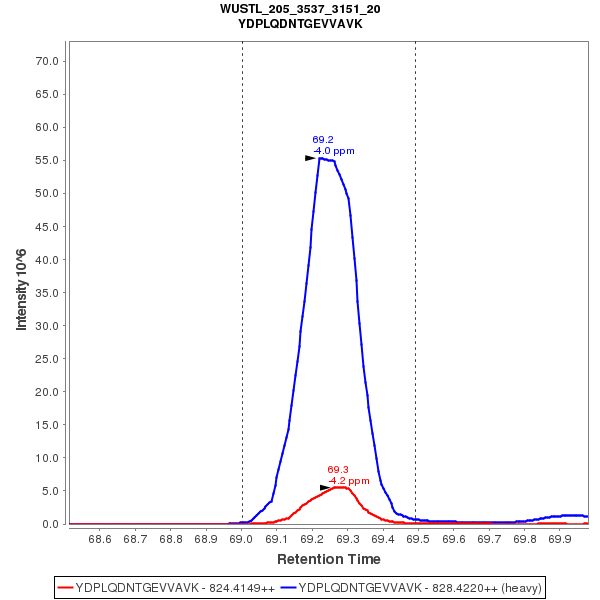 WUSTL_205_3537_3151_20
YDPLQDNTGEVVAVK
Intensity 10^6
70.0
65.0
60.0
55.0
50.0
45.0
40.0
35.0
30.0
25.0
20.0
15.0
10.0
5.0
0.0
69.2
-4.0 ppm
69.3
-4.2 ppm
68.6 68.7 68.8 68.9 69.0 69.1 69.2 69.3 69.4 69.5 69.6 69.7 69.8 69.9
Retention Time
YDPLQDNTGEVVAVK - 824.4149++ YDPLQDNTGEVVAVK - 828.4220++ (heavy)